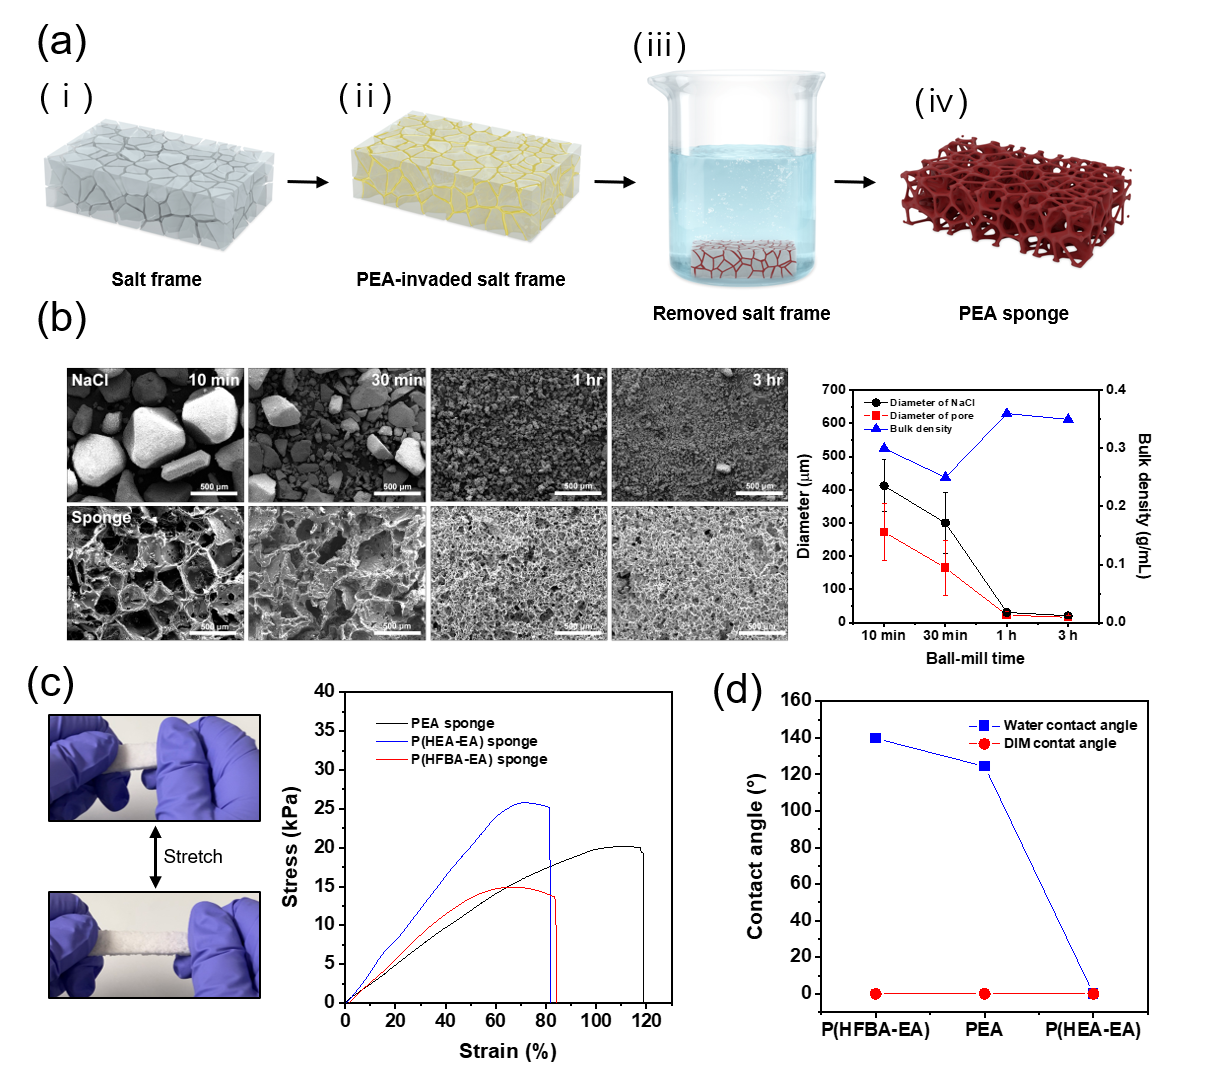 (a)
(i)
(ii)
(iii)
(iv)
Salt frame
PEA-invaded salt frame
Removed salt frame
PEA sponge
(b)
NaCl 10 min
30 min
1 hr
3 hr
500 µm
500 µm
500 µm
500 µm
Sponge
500 µm
500 µm
500 µm
500 µm
700
600
500
400
300
200
100
0
Diameter (µm)
Diameter of NaCl
Diameter of pore
Bulk density
0.4
0.3
0.2
0.1
0.0
Bulk density (g/mL)
10 min 30 min 1 h 3 h
Ball-mill time
(c)
Stretch
40
35
30
25
20
15
10
5
0
Stress (kPa)
PEA sponge
P(HEA-EA) sponge
P(HFBA-EA) sponge
0 20 40 60 80 100 120
Strain (%)
(d)
160
140
120
100
80
60
40
20
0
Contact angle (°)
Water contact angle
DIM contat angle
P(HFBA-EA) PEA P(HEA-EA)